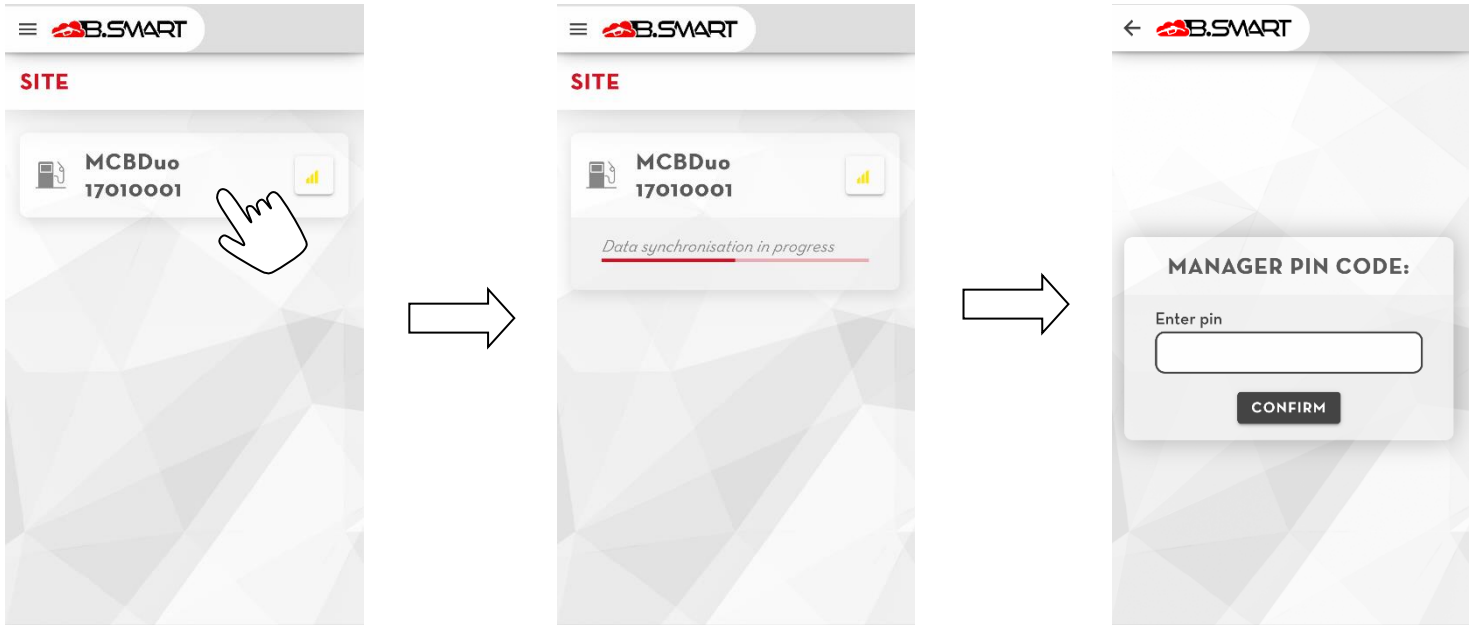 B.SMART
SITE
MCBDuo
17010001
B.SMART
SITE
MCBDuo
17010001
Data synchronisation in progress
B.SMART
MANAGER PIN CODE:
Enter pin
CONFIRM